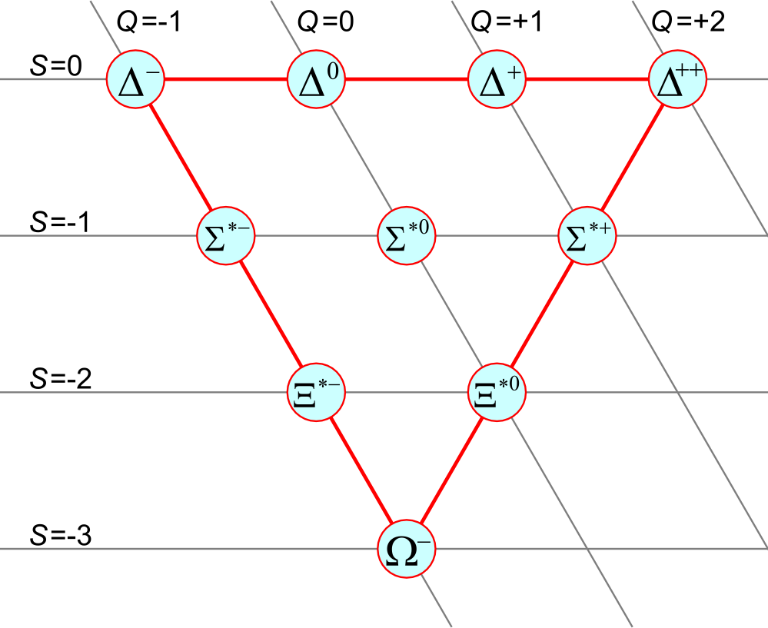 Q=-1 Q=0 Q=+1 Q=+2
S=0 Δ⁻ Δ⁰ Δ⁺ Δ⁺⁺
S=-1 Σ*⁻ Σ*⁰ Σ*⁺
S=-2 Ξ*⁻ Ξ*⁰
S=-3 Ω⁻